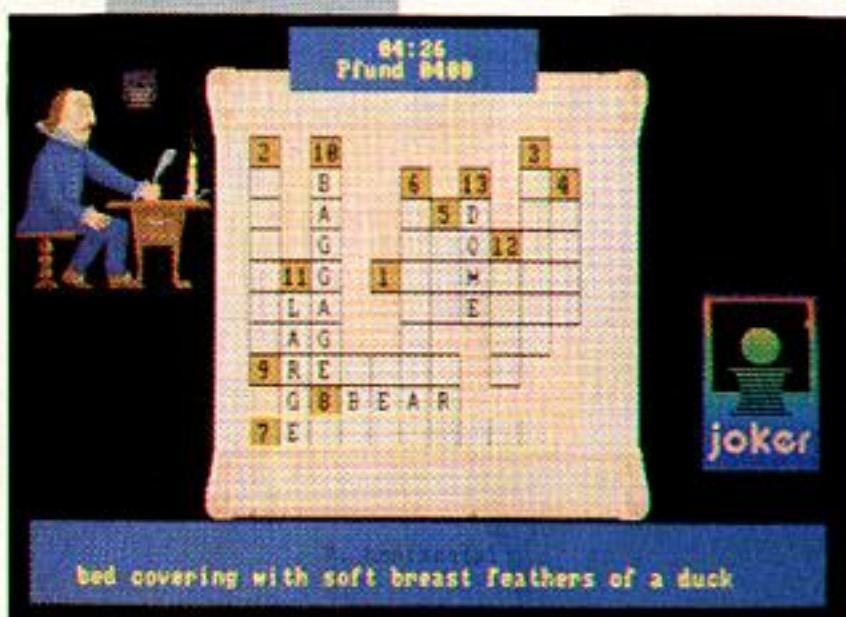 04:26
Pfund 0400
2 10 3
B 6 13 4
A 5 D
G O 12
11 G 1 M
L A E
A G
9 R E
G 8 B E A R
7 E
joker
bed covering with soft breast feathers of a duck